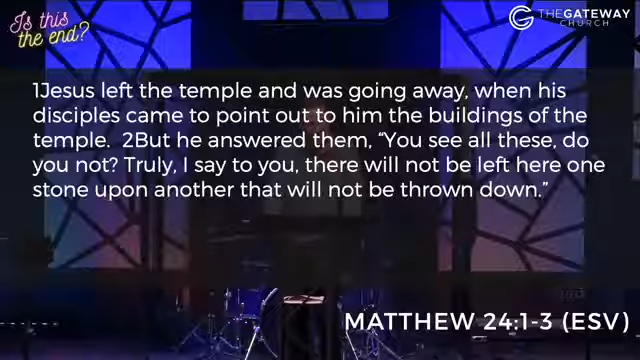 Is this
the end?
THEGATEWAY
CHURCH
1Jesus left the temple and was going away, when his
disciples came to point out to him the buildings of the
temple.  2But he answered them, “You see all these, do
you not? Truly, I say to you, there will not be left here one
stone upon another that will not be thrown down.”
MATTHEW 24:1-3 (ESV)